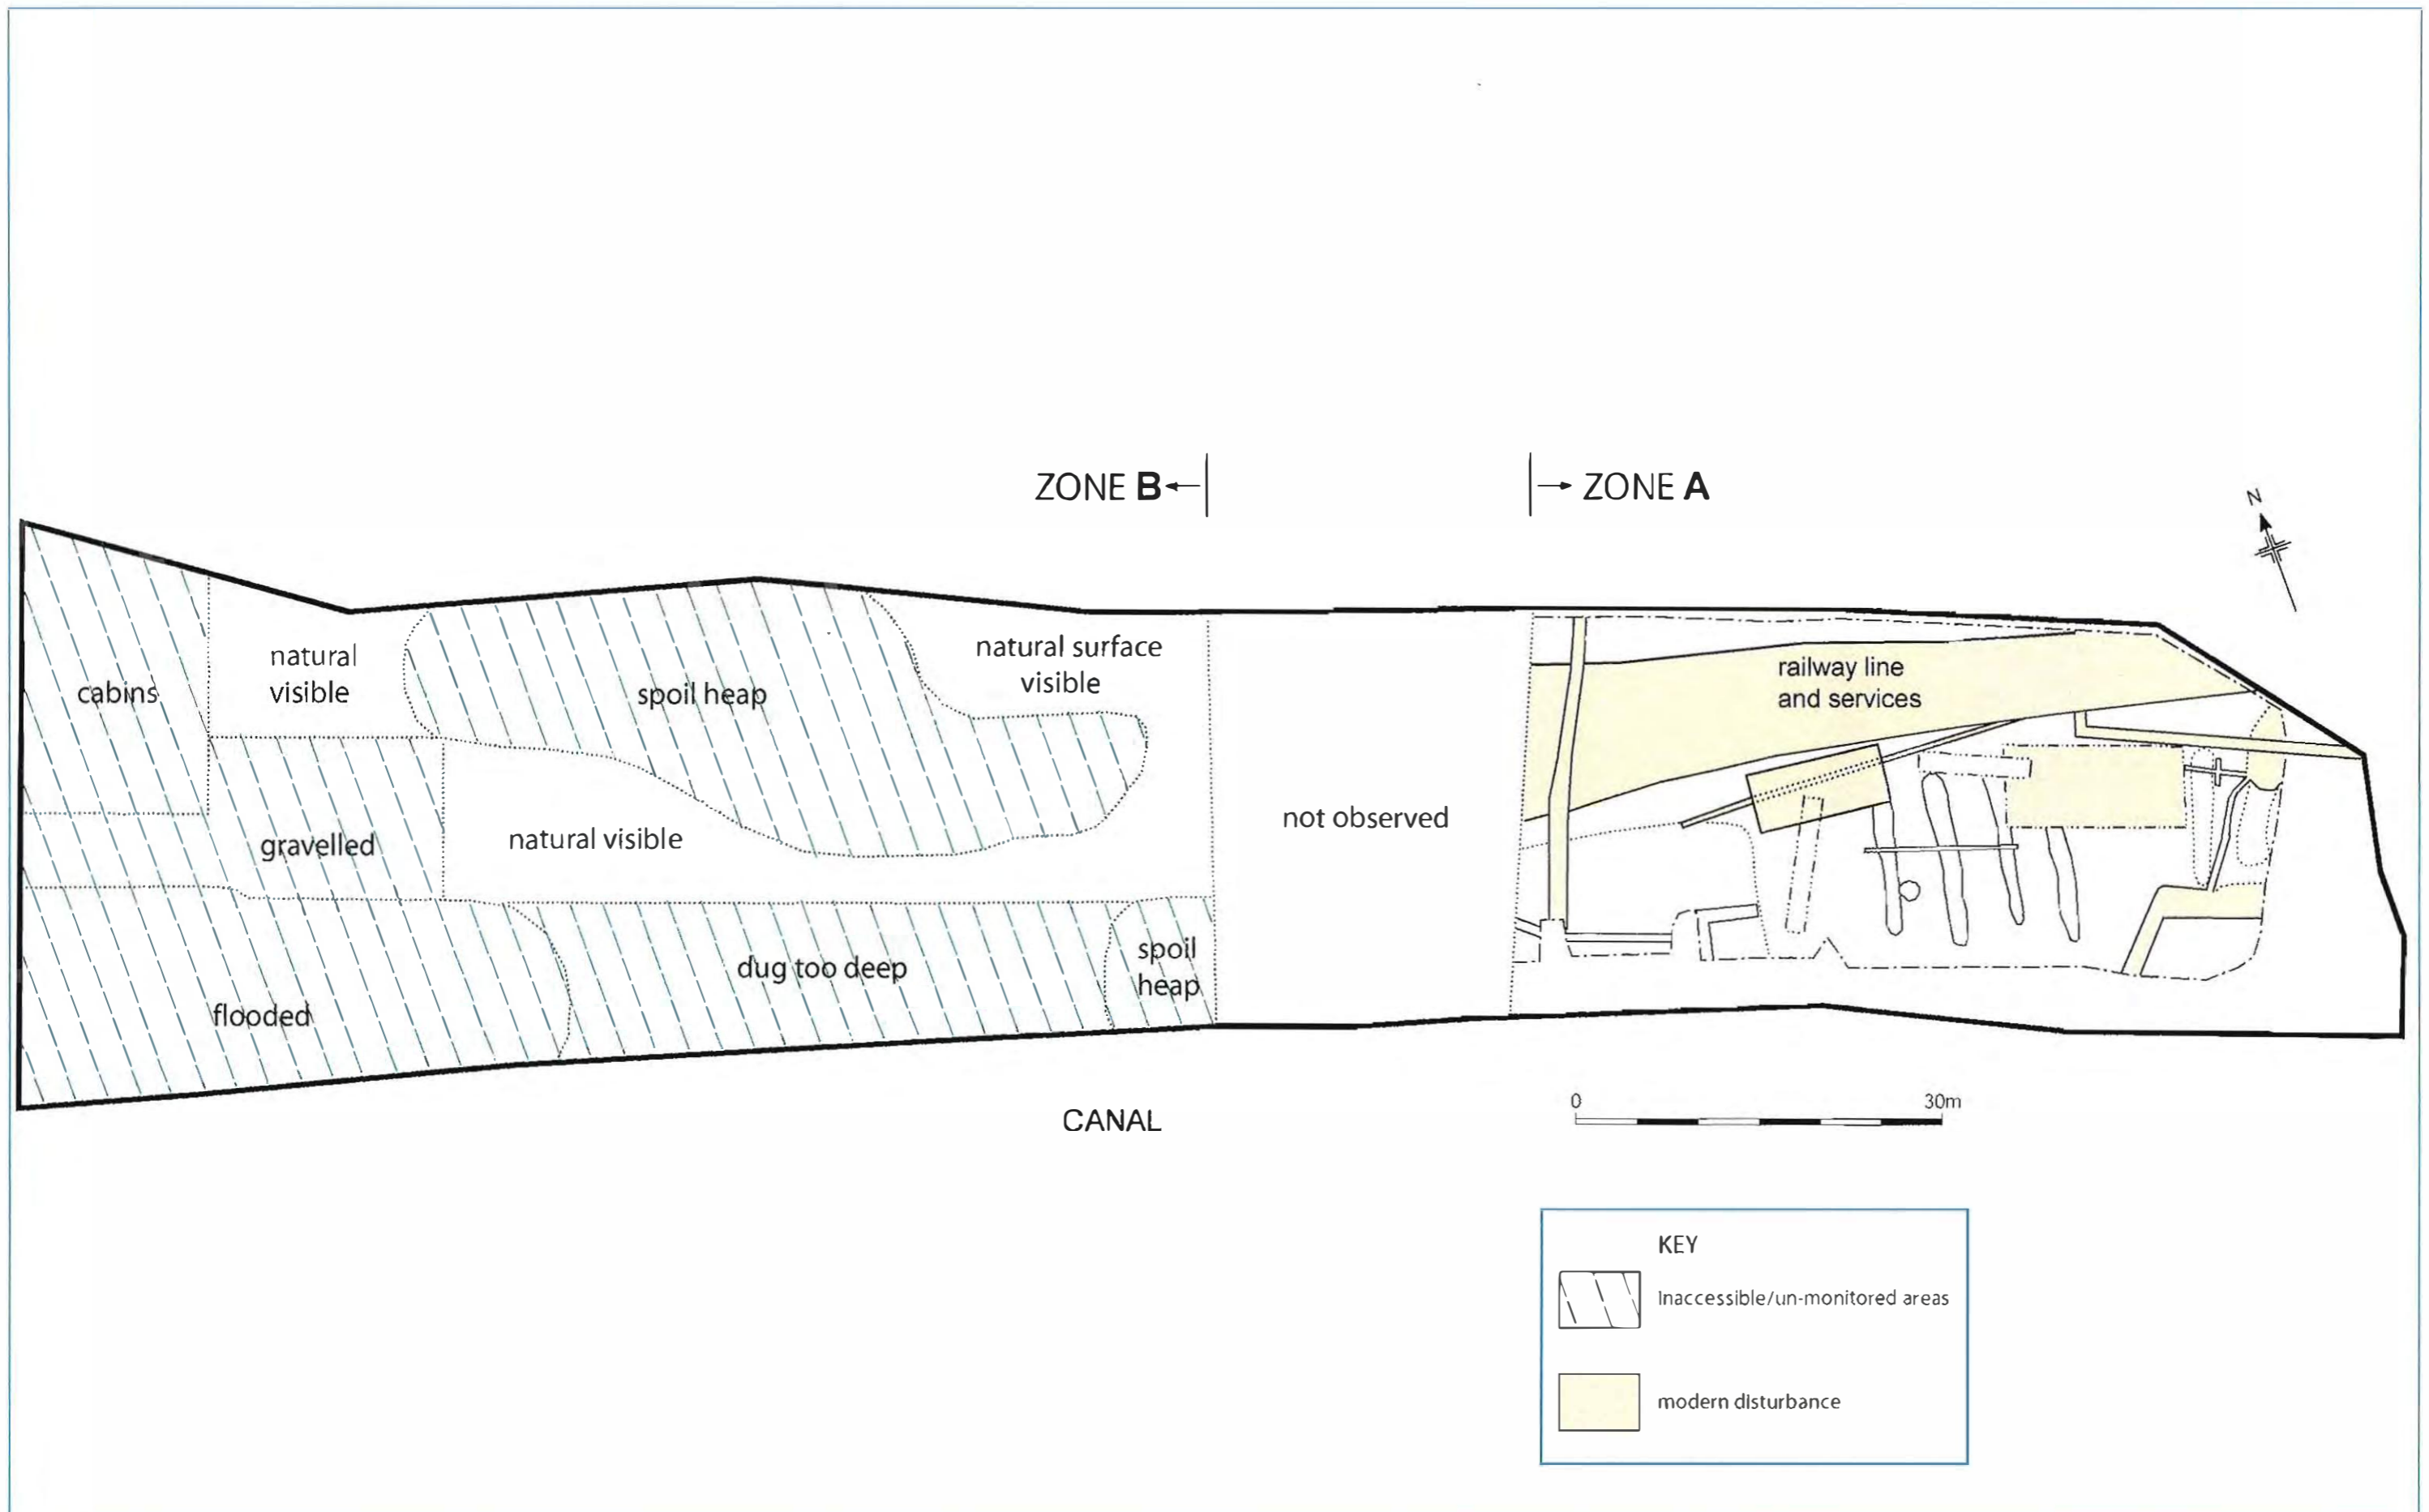 ZONE B
ZONE A
N
natural
visible
cabins
spoil heap
natural surface
visible
railway line
and services
not observed
gravelled
natural visible
spoil
heap
dug too deep
flooded
CANAL
0 30m
KEY
Inaccessible/un-monitored areas
modern disturbance